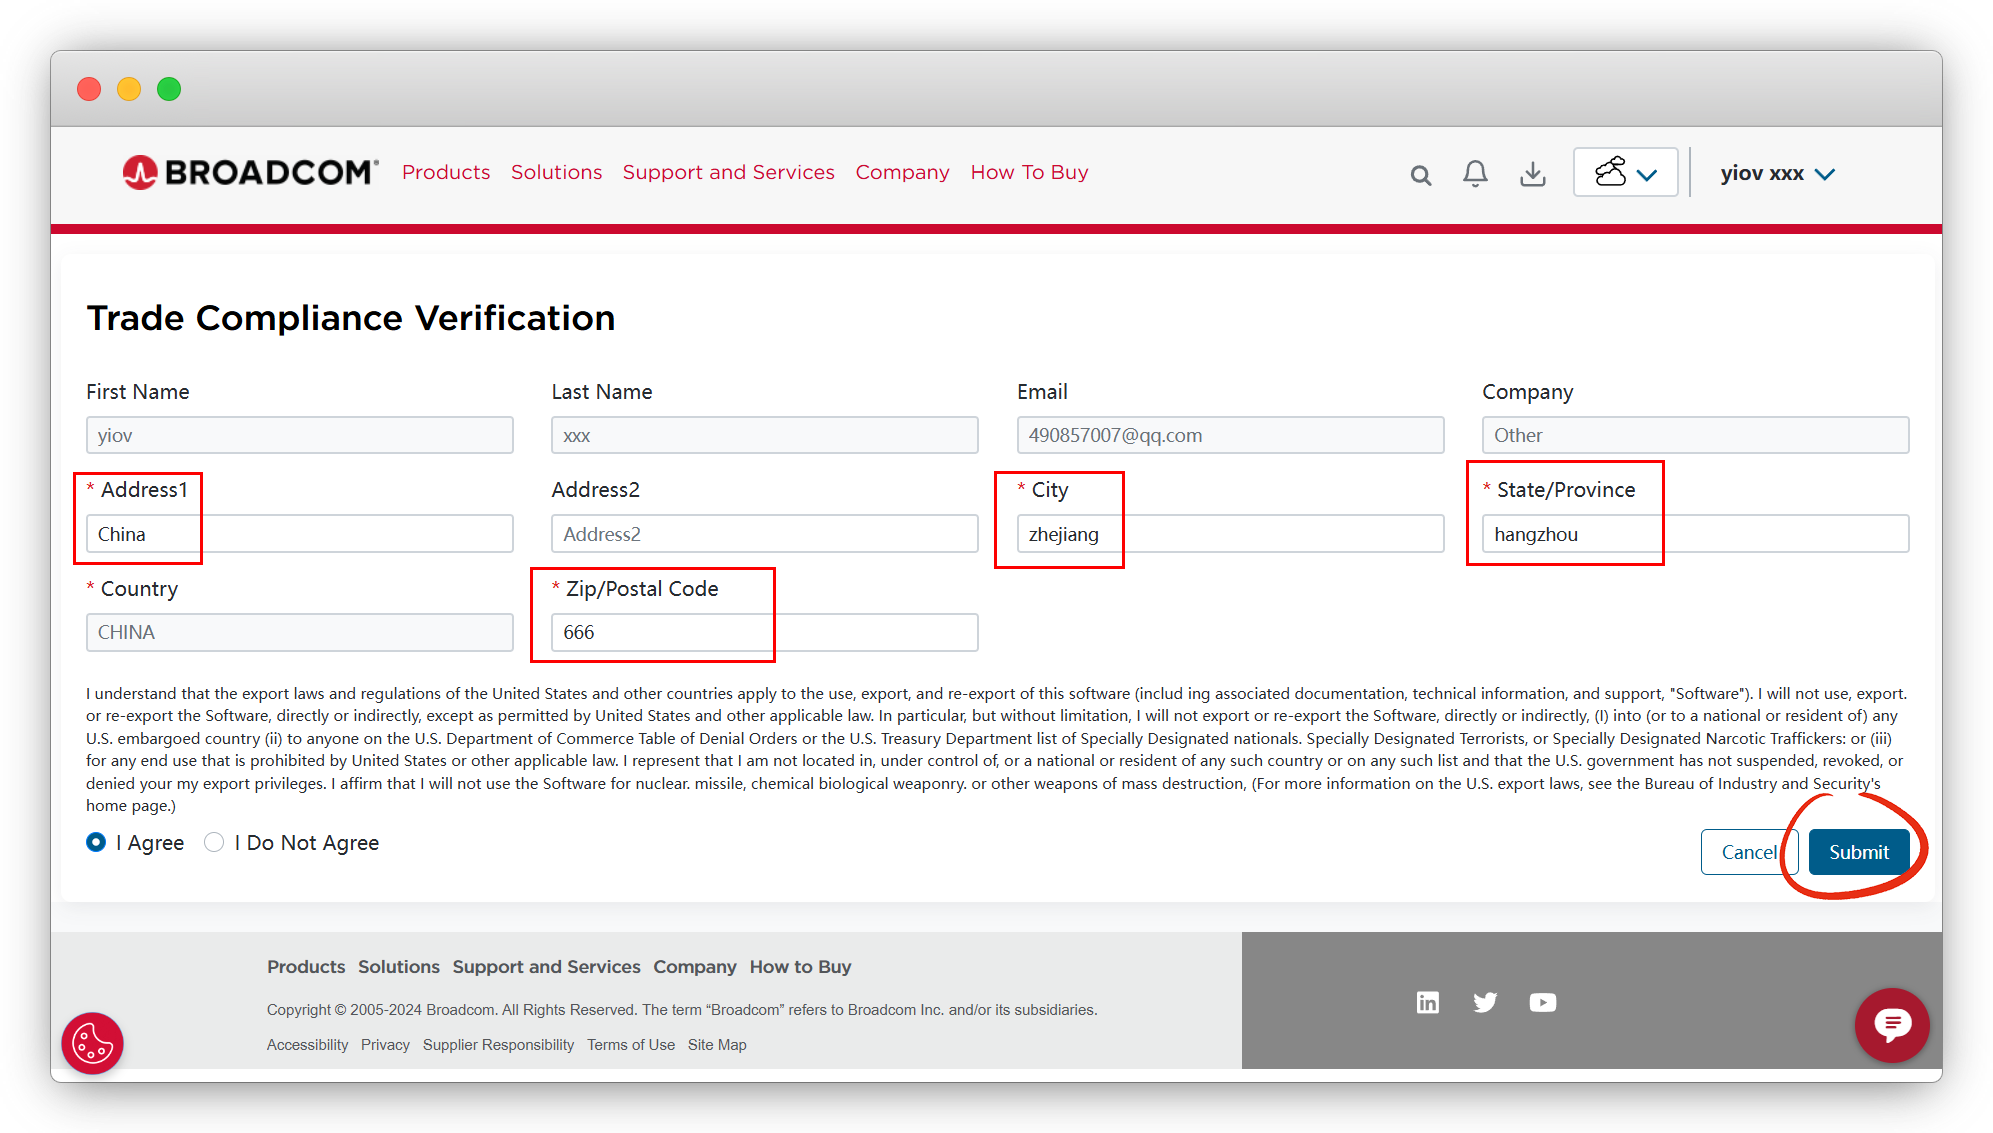 BROADCOM Products Solutions Support and Services Company How To Buy yiov xxx
Trade Compliance Verification
First Name Last Name Email Company
yiov xxx 490857007@qq.com Other
* Address1 Address2 * City * State/Province
China Address2 zhejiang hangzhou
* Country * Zip/Postal Code
CHINA 666
I understand that the export laws and regulations of the United States and other countries apply to the use, export, and re-export of this software (includ ing associated documentation, technical information, and support, "Software"). I will not use, export.
or re-export the Software, directly or indirectly, except as permitted by United States and other applicable law. In particular, but without limitation, I will not export or re-export the Software, directly or indirectly, (I) into (or to a national or resident of) any
U.S. embargoed country (ii) to anyone on the U.S. Department of Commerce Table of Denial Orders or the U.S. Treasury Department list of Specially Designated nationals. Specially Designated Terrorists, or Specially Designated Narcotic Traffickers: or (iii)
for any end use that is prohibited by United States or other applicable law. I represent that I am not located in, under control of, or a national or resident of any such country or on any such list and that the U.S. government has not suspended, revoked, or
denied your my export privileges. I affirm that I will not use the Software for nuclear. missile, chemical biological weaponry. or other weapons of mass destruction, (For more information on the U.S. export laws, see the Bureau of Industry and Security's
home page.)
I Agree I Do Not Agree
Cancel Submit
Products Solutions Support and Services Company How to Buy
Copyright © 2005-2024 Broadcom. All Rights Reserved. The term “Broadcom” refers to Broadcom Inc. and/or its subsidiaries.
Accessibility Privacy Supplier Responsibility Terms of Use Site Map